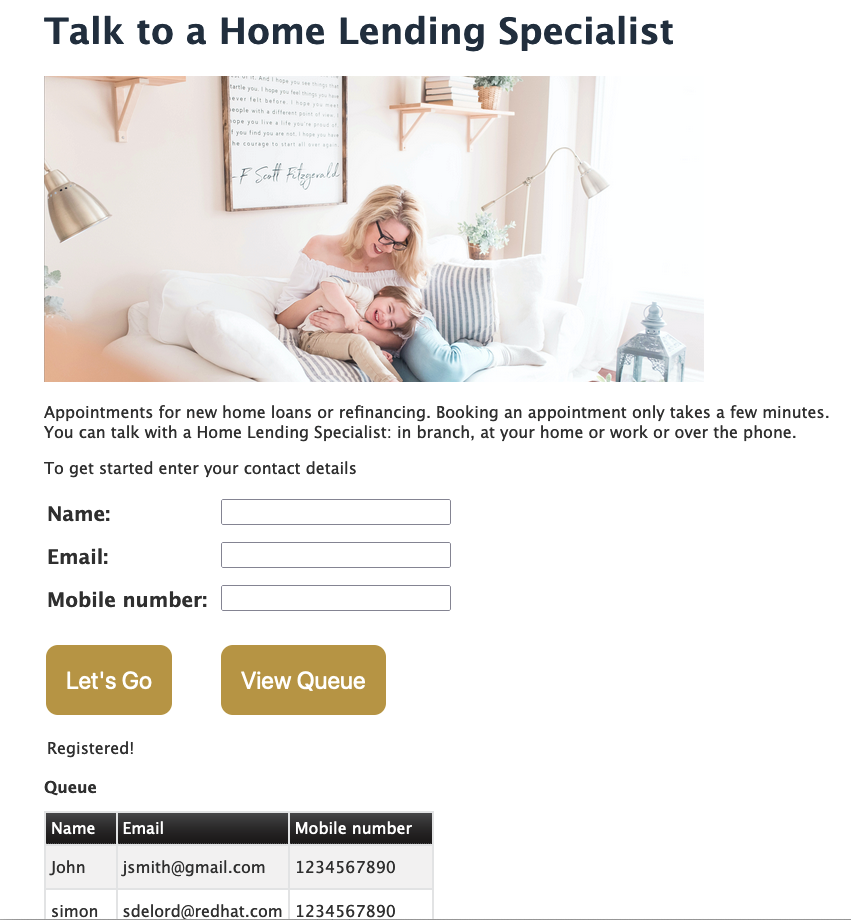 Talk to a Home Lending Specialist
of it. And I hope you see things that
startle you. I hope you feel things you
never felt before. I hope you meet
people with a different point of view. I
hope you live a life you're proud of.
f you find you are not, I hope you have
he courage to start all over again.
- F Scott Fitzgerald
Appointments for new home loans or refinancing. Booking an appointment only takes a few minutes.
You can talk with a Home Lending Specialist: in branch, at your home or work or over the phone.
To get started enter your contact details
Name:
Email:
Mobile number:
Let's Go View Queue
Registered!
Queue
Name Email Mobile number
John jsmith@gmail.com 1234567890
simon sdelord@redhat.com 1234567890